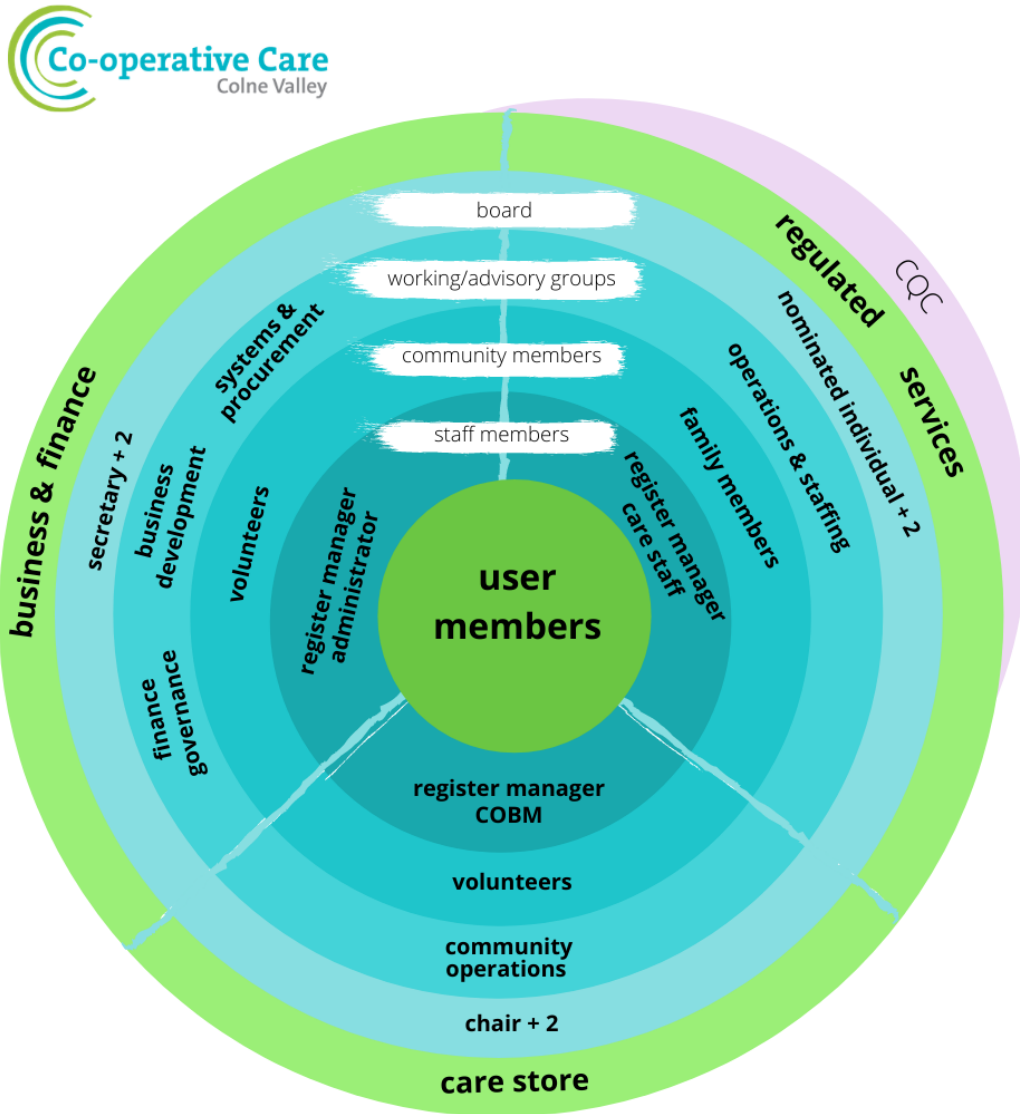 Co-operative Care
Colne Valley
board
working/advisory groups
community members
staff members
regulated
services
CQC
nominated individual + 2
operations & staffing
family members
register manager
care staff
business & finance
secretary + 2
systems &
procurement
business
development
finance
governance
volunteers
register manager
administrator
user
members
register manager
COBM
volunteers
community
operations
chair + 2
care store